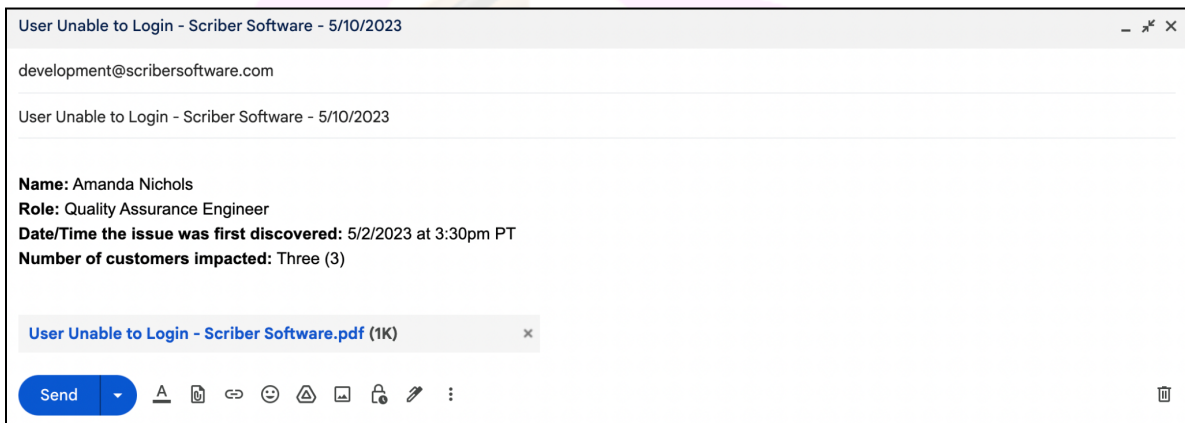 User Unable to Login - Scriber Software - 5/10/2023
development@scribersoftware.com
User Unable to Login - Scriber Software - 5/10/2023
Name: Amanda Nichols
Role: Quality Assurance Engineer
Date/Time the issue was first discovered: 5/2/2023 at 3:30pm PT
Number of customers impacted: Three (3)
User Unable to Login - Scriber Software.pdf (1K)
Send